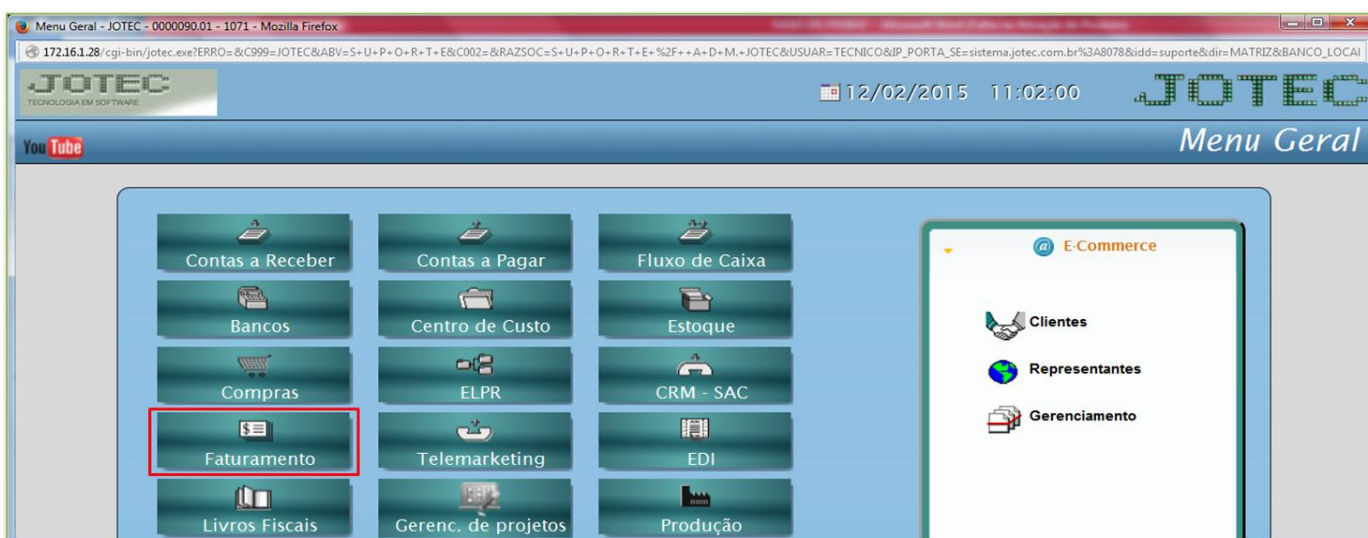 Menu Geral - JOTEC - 0000090.01 - 1071 - Mozilla Firefox
172.16.1.28/cgi-bin/jotec.exe?ERRO=&C999=JOTEC&ABV=S+U+P+O+R+T+E&C002=&RAZSOC=S+U+P+O+R+T+E+%2F++A+D+M.+JOTEC&USUAR=TECNICO&IP_PORTA_SE=sistema.jotec.com.br%3A8078&idd=suporte&dir=MATRIZ&BANCO_LOCAI
JOTEC
TECNOLOGIA EM SOFTWARE
12/02/2015 11:02:00
JOTEC
You Tube
Menu Geral
Contas a Receber
Contas a Pagar
Fluxo de Caixa
E-Commerce
Bancos
Centro de Custo
Estoque
Clientes
Compras
ELPR
CRM - SAC
Representantes
Faturamento
Telemarketing
EDI
Gerenciamento
Livros Fiscais
Gerenc. de projetos
Produção